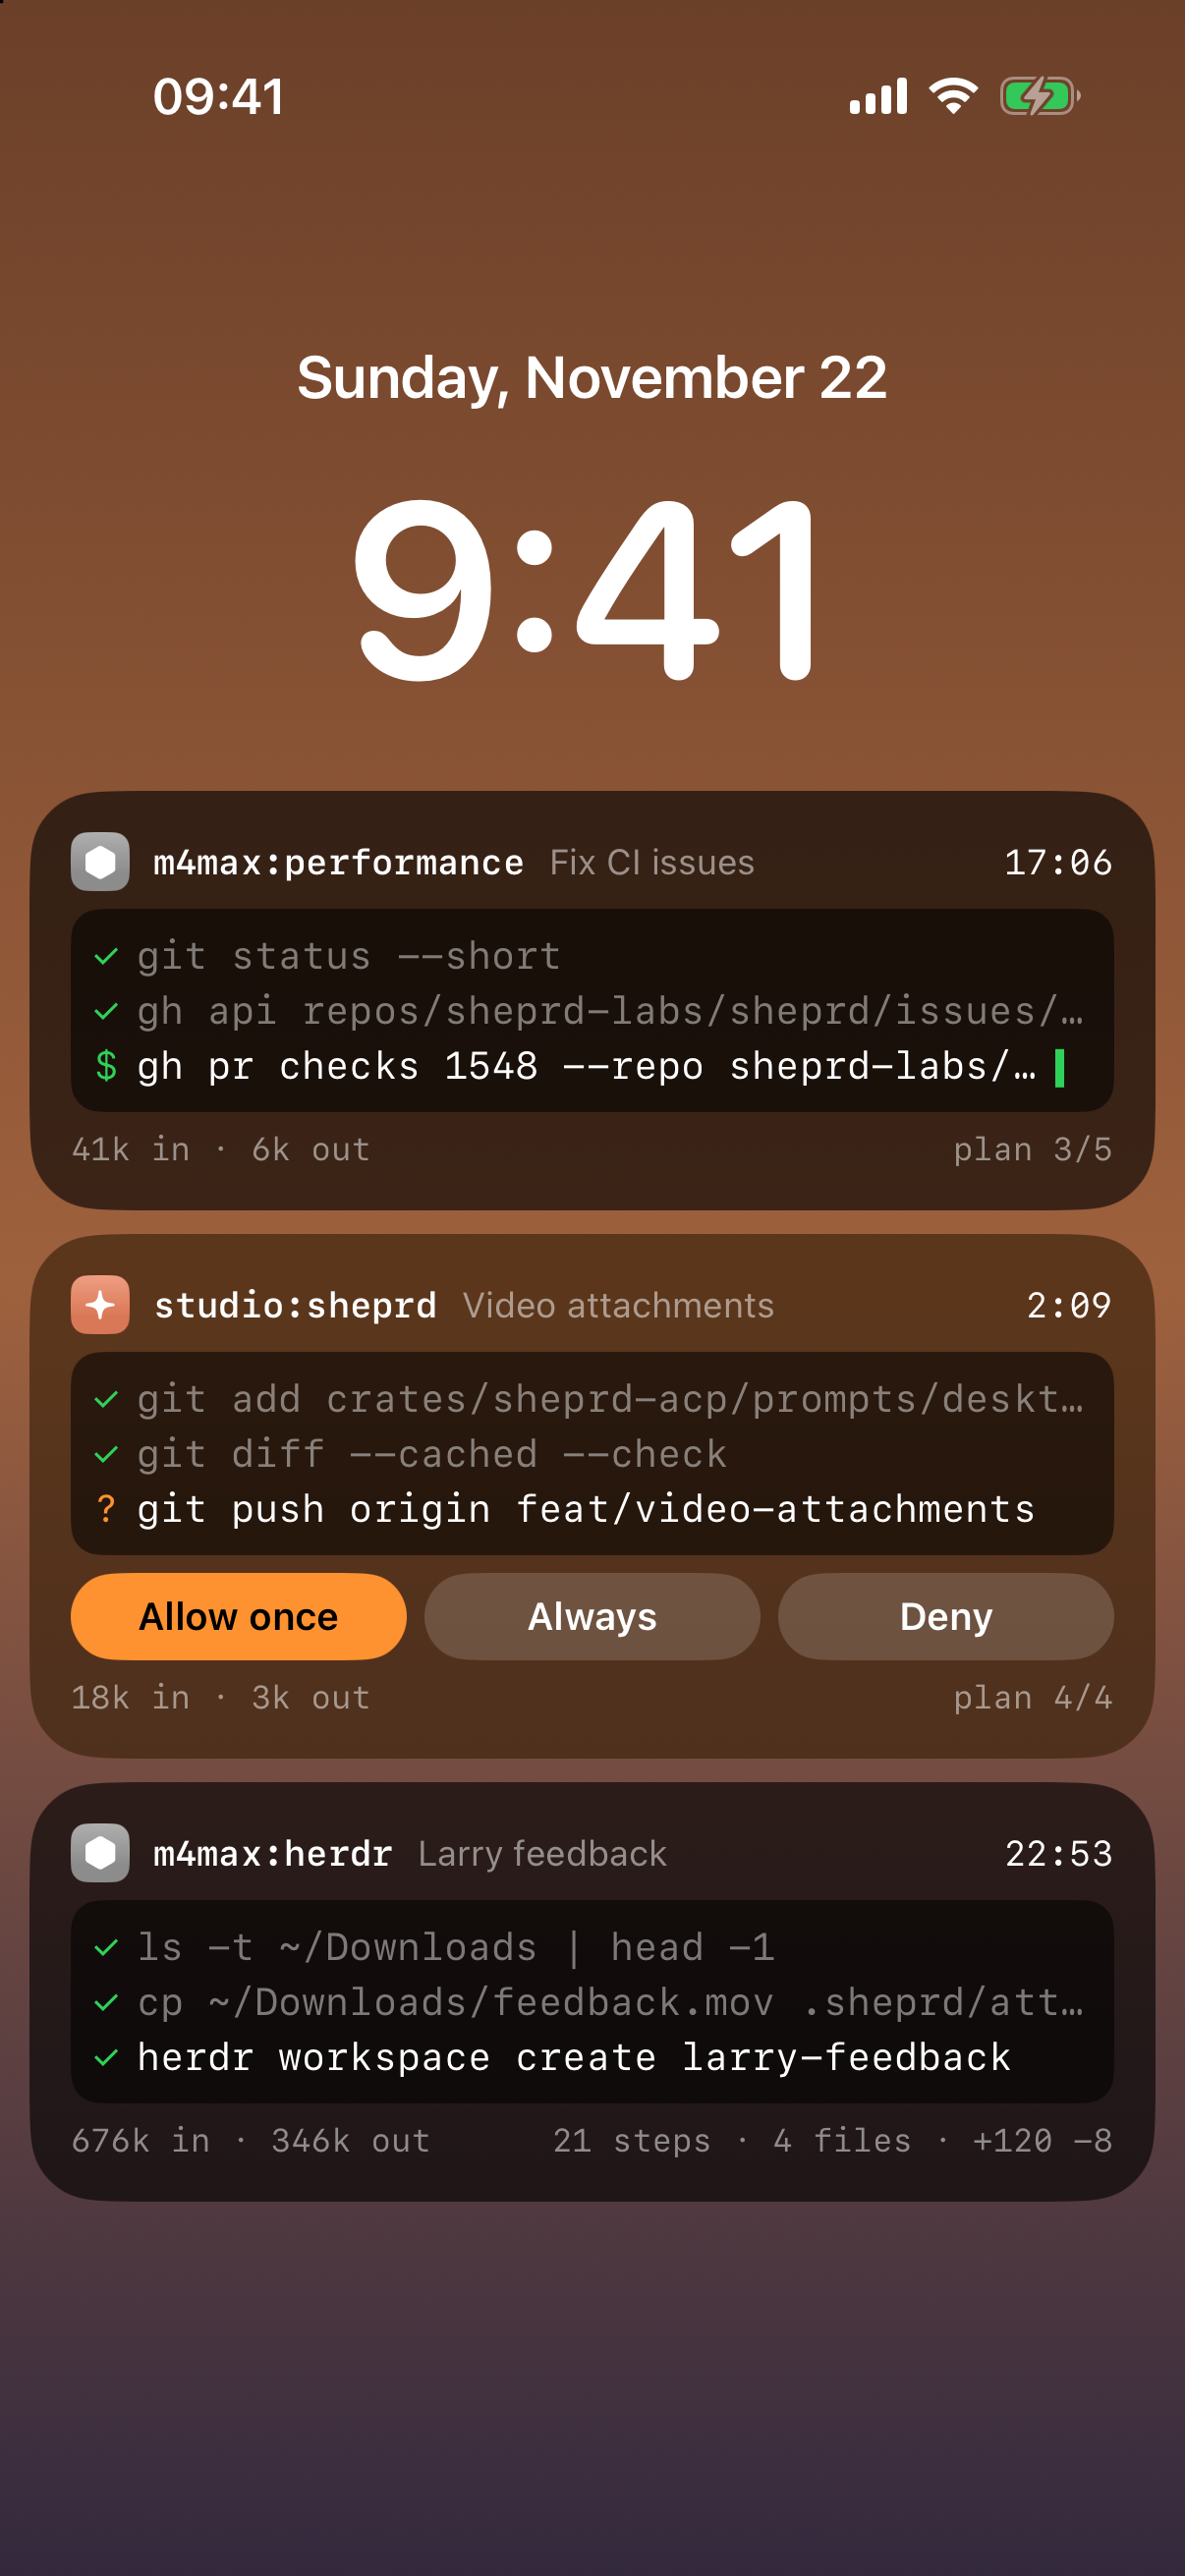 09:41
Sunday, November 22
9:41
m4max:performance Fix CI issues 17:06
✓ git status --short
✓ gh api repos/sheprd-labs/sheprd/issues/…
$ gh pr checks 1548 --repo sheprd-labs/…
41k in · 6k out plan 3/5
studio:sheprd Video attachments 2:09
✓ git add crates/sheprd-acp/prompts/deskt…
✓ git diff --cached --check
? git push origin feat/video-attachments
Allow once Always Deny
18k in · 3k out plan 4/4
m4max:herdr Larry feedback 22:53
✓ ls -t ~/Downloads | head -1
✓ cp ~/Downloads/feedback.mov .sheprd/att…
✓ herdr workspace create larry-feedback
676k in · 346k out 21 steps · 4 files · +120 -8